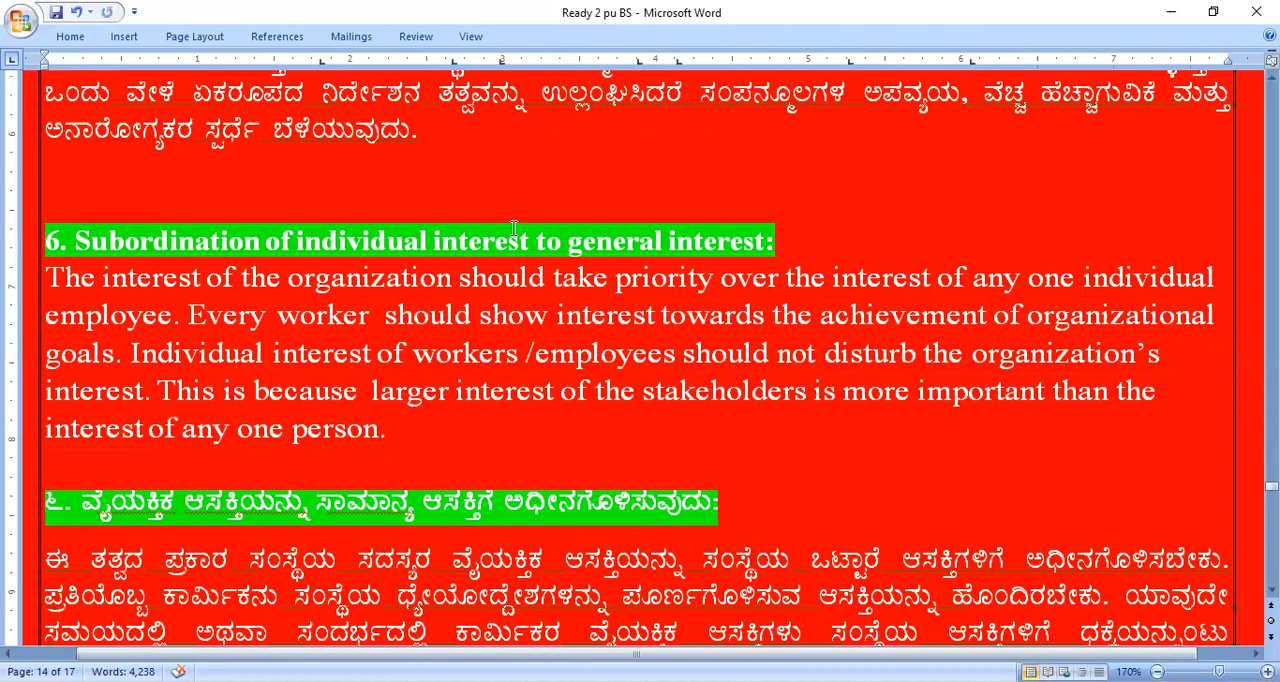 Ready 2 pu BS - Microsoft Word
Home Insert Page Layout References Mailings Review View
1 2 3 4 5 6 7
ಒಂದು ವೇಳೆ ಏಕರೂಪದ ನಿರ್ದೇಶನ ತತ್ವವನ್ನು ಉಲ್ಲಂಘಿಸಿದರೆ ಸಂಪನ್ಮೂಲಗಳ ಅಪವ್ಯಯ, ವೆಚ್ಚ ಹೆಚ್ಚಾಗುವಿಕೆ ಮತ್ತು
ಅನಾರೋಗ್ಯಕರ ಸ್ಪರ್ಧೆ ಬೆಳೆಯುವುದು.
6. Subordination of individual interest to general interest:
The interest of the organization should take priority over the interest of any one individual
employee. Every worker should show interest towards the achievement of organizational
goals. Individual interest of workers /employees should not disturb the organization’s
interest. This is because larger interest of the stakeholders is more important than the
interest of any one person.
೬. ವೈಯಕ್ತಿಕ ಆಸಕ್ತಿಯನ್ನು ಸಾಮಾನ್ಯ ಆಸಕ್ತಿಗೆ ಅಧೀನಗೊಳಿಸುವುದು:
ಈ ತತ್ವದ ಪ್ರಕಾರ ಸಂಸ್ಥೆಯ ಸದಸ್ಯರ ವೈಯಕ್ತಿಕ ಆಸಕ್ತಿಯನ್ನು ಸಂಸ್ಥೆಯ ಒಟ್ಟಾರೆ ಆಸಕ್ತಿಗಳಿಗೆ ಅಧೀನಗೊಳಿಸಬೇಕು.
ಪ್ರತಿಯೊಬ್ಬ ಕಾರ್ಮಿಕನು ಸಂಸ್ಥೆಯ ಧ್ಯೇಯೋದ್ದೇಶಗಳನ್ನು ಪೂರ್ಣಗೊಳಿಸುವ ಆಸಕ್ತಿಯನ್ನು ಹೊಂದಿರಬೇಕು. ಯಾವುದೇ
ಸಮಯದಲ್ಲಿ ಅಥವಾ ಸಂದರ್ಭದಲ್ಲಿ ಕಾರ್ಮಿಕರ ವೈಯಕ್ತಿಕ ಆಸಕ್ತಿಗಳು ಸಂಸ್ಥೆಯ ಆಸಕ್ತಿಗಳಿಗೆ ಧಕ್ಕೆಯನ್ನುಂಟು
Page: 14 of 17 Words: 4,238 170%